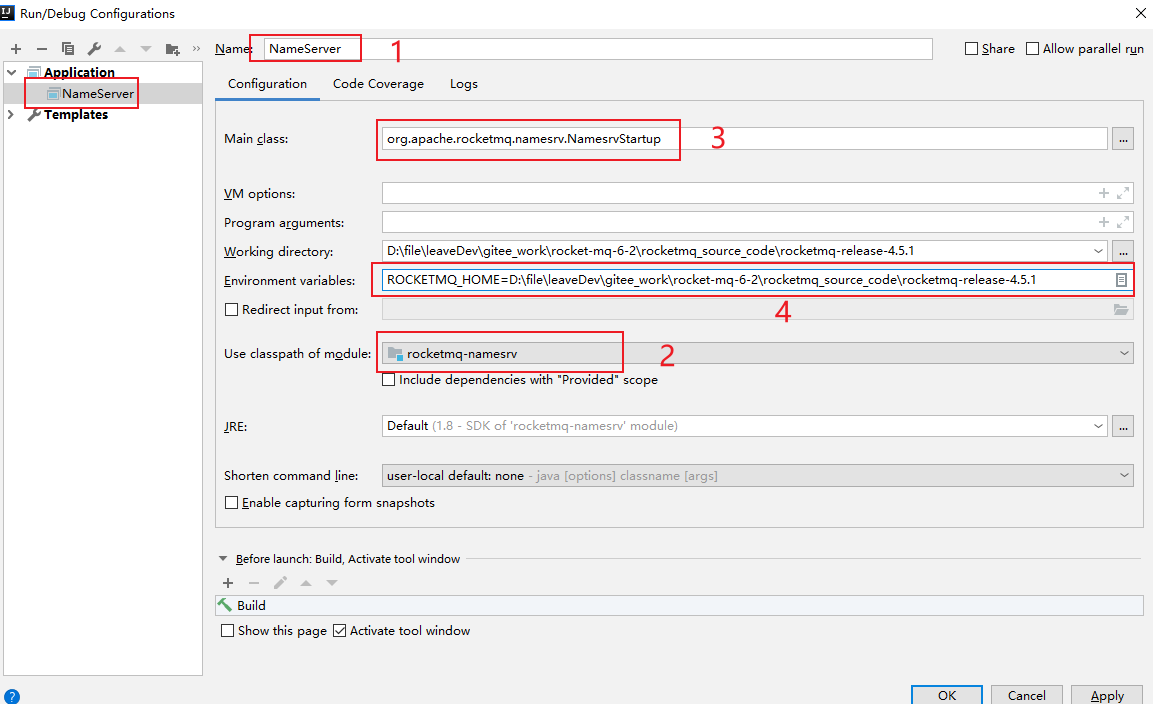 Run/Debug Configurations
Name: NameServer 1 Share Allow parallel run
Application
NameServer
Templates
Configuration Code Coverage Logs
Main class: org.apache.rocketmq.namesrv.NamesrvStartup ... 3
VM options:
Program arguments:
Working directory: D:\file\leaveDev\gitee_work\rocket-mq-6-2\rocketmq_source_code\rocketmq-release-4.5.1 ...
Environment variables: ROCKETMQ_HOME=D:\file\leaveDev\gitee_work\rocket-mq-6-2\rocketmq_source_code\rocketmq-release-4.5.1
Redirect input from: 4
Use classpath of module: rocketmq-namesrv 2
Include dependencies with "Provided" scope
JRE: Default (1.8 - SDK of 'rocketmq-namesrv' module) ...
Shorten command line: user-local default: none - java [options] classname [args]
Enable capturing form snapshots
Before launch: Build, Activate tool window
Build
Show this page Activate tool window
? OK Cancel Apply